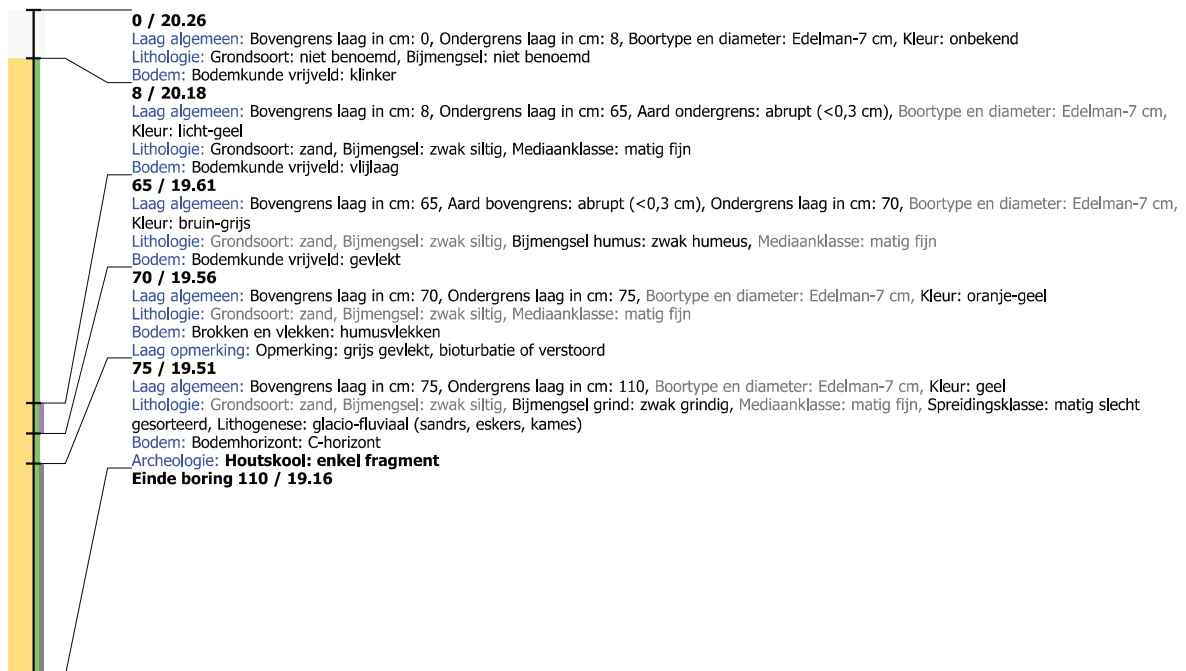 0 / 20.26
Laag algemeen: Bovengrens laag in cm: 0, Ondergrens laag in cm: 8, Boortype en diameter: Edelman-7 cm, Kleur: onbekend
Lithologie: Grondsoort: niet benoemd, Bijmengsel: niet benoemd
Bodem: Bodemkunde vrijveld: klinker
8 / 20.18
Laag algemeen: Bovengrens laag in cm: 8, Ondergrens laag in cm: 65, Aard ondergrens: abrupt (<0,3 cm), Boortype en diameter: Edelman-7 cm,
Kleur: licht-geel
Lithologie: Grondsoort: zand, Bijmengsel: zwak siltig, Mediaanklasse: matig fijn
Bodem: Bodemkunde vrijveld: vlijlaag
65 / 19.61
Laag algemeen: Bovengrens laag in cm: 65, Aard bovengrens: abrupt (<0,3 cm), Ondergrens laag in cm: 70, Boortype en diameter: Edelman-7 cm,
Kleur: bruin-grijs
Lithologie: Grondsoort: zand, Bijmengsel: zwak siltig, Bijmengsel humus: zwak humeus, Mediaanklasse: matig fijn
Bodem: Bodemkunde vrijveld: gevlekt
70 / 19.56
Laag algemeen: Bovengrens laag in cm: 70, Ondergrens laag in cm: 75, Boortype en diameter: Edelman-7 cm, Kleur: oranje-geel
Lithologie: Grondsoort: zand, Bijmengsel: zwak siltig, Mediaanklasse: matig fijn
Bodem: Brokken en vlekken: humusvlekken
Laag opmerking: Opmerking: grijs gevlekt, bioturbatie of verstoord
75 / 19.51
Laag algemeen: Bovengrens laag in cm: 75, Ondergrens laag in cm: 110, Boortype en diameter: Edelman-7 cm, Kleur: geel
Lithologie: Grondsoort: zand, Bijmengsel: zwak siltig, Bijmengsel grind: zwak grindig, Mediaanklasse: matig fijn, Spreidingsklasse: matig slecht
gesorteerd, Lithogenese: glacio-fluviaal (sandrs, eskers, kames)
Bodem: Bodemhorizont: C-horizont
Archeologie: Houtskool: enkel fragment
Einde boring 110 / 19.16